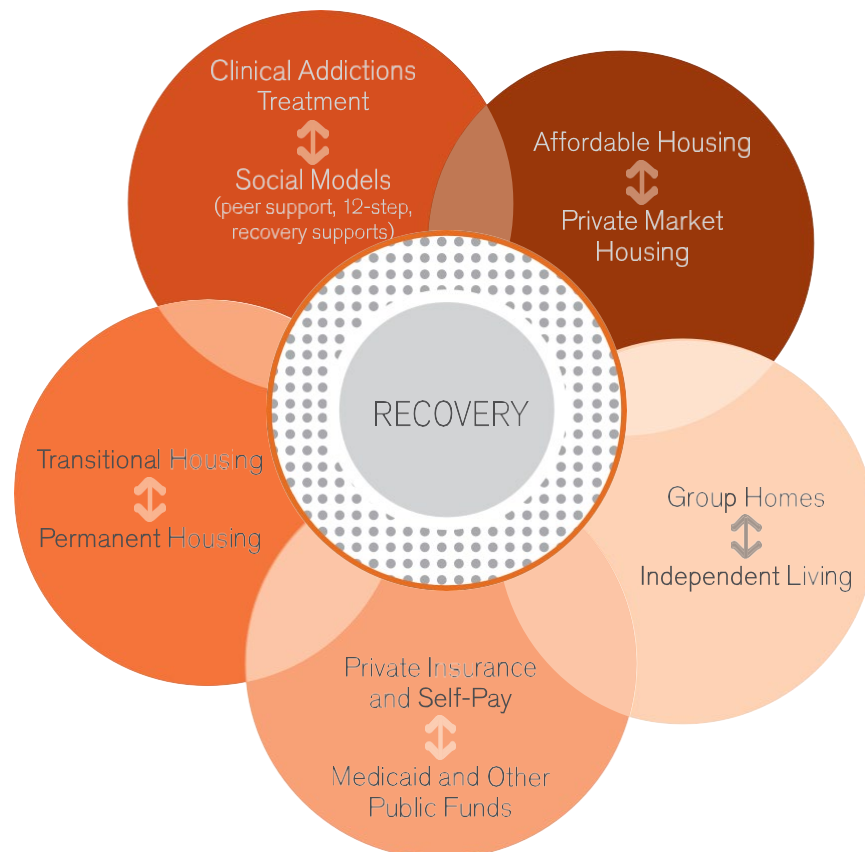 Clinical Addictions
Treatment
Social Models
(peer support, 12-step,
recovery supports)
Affordable Housing
Private Market
Housing
RECOVERY
Transitional Housing
Permanent Housing
Group Homes
Independent Living
Private Insurance
and Self-Pay
Medicaid and Other
Public Funds